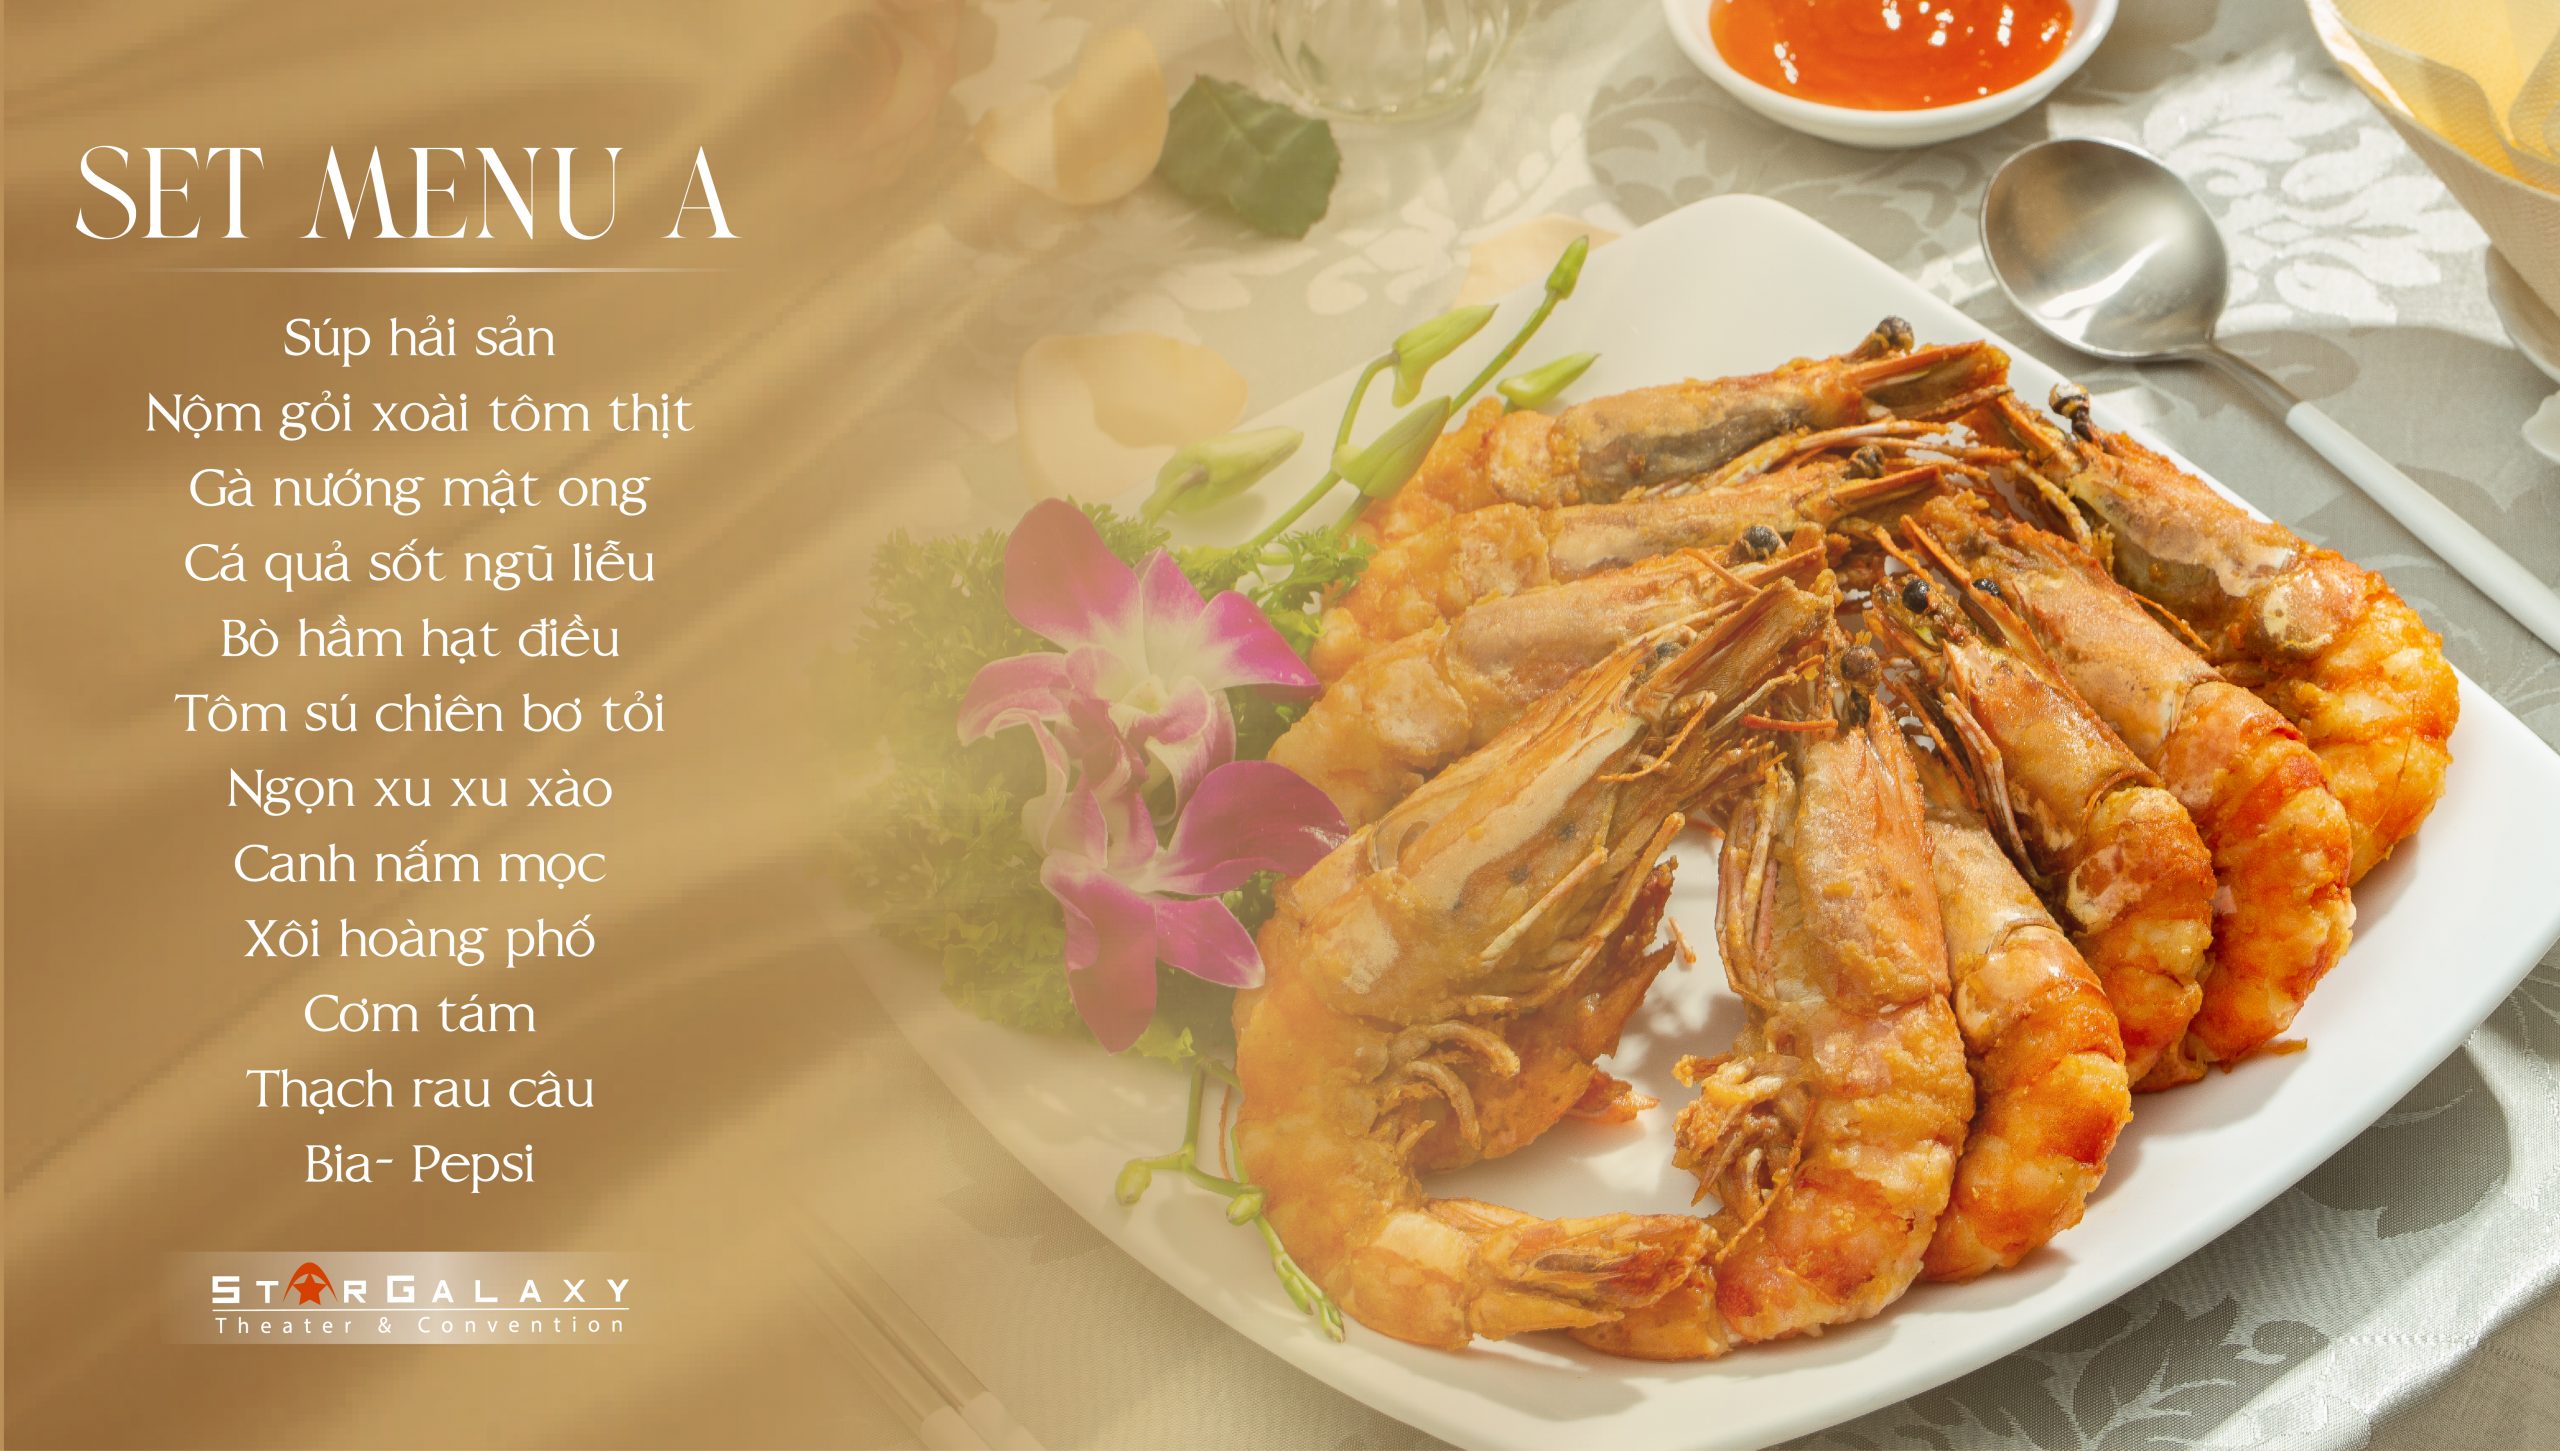 SET MENU A
Súp hải sản
Nộm gỏi xoài tôm thịt
Gà nướng mật ong
Cá quả sốt ngũ liễu
Bò hầm hạt điều
Tôm sú chiên bơ tỏi
Ngọn xu xu xào
Canh nấm mọc
Xôi hoàng phố
Cơm tám
Thạch rau câu
Bia- Pepsi
STARGALAXY
Theater & Convention